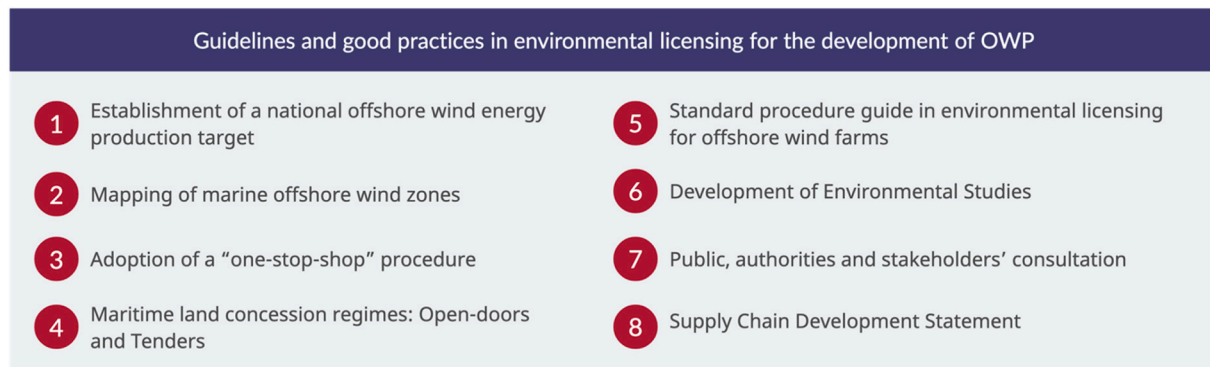 Guidelines and good practices in environmental licensing for the development of OWP
1
Establishment of a national offshore wind energy
production target
2
Mapping of marine offshore wind zones
3
Adoption of a “one-stop-shop” procedure
4
Maritime land concession regimes: Open-doors
and Tenders
5
Standard procedure guide in environmental licensing
for offshore wind farms
6
Development of Environmental Studies
7
Public, authorities and stakeholders’ consultation
8
Supply Chain Development Statement